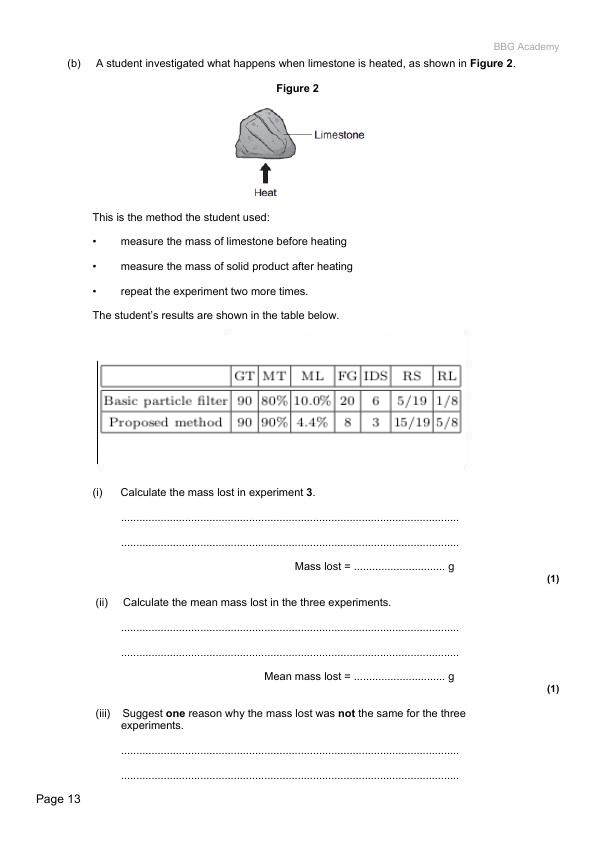 BBG Academy
(b) A student investigated what happens when limestone is heated, as shown in Figure 2.
Figure 2
Limestone
Heat
This is the method the student used:
• measure the mass of limestone before heating
• measure the mass of solid product after heating
• repeat the experiment two more times.
The student's results are shown in the table below.
GT MT ML FG IDS RS RL
Basic particle filter 90 80% 10.0% 20 6 5/19 1/8
Proposed method 90 90% 4.4% 8 3 15/19 5/8
(i) Calculate the mass lost in experiment 3.
...............................................................................................................
...............................................................................................................
Mass lost = .............................. g
(1)
(ii) Calculate the mean mass lost in the three experiments.
...............................................................................................................
...............................................................................................................
Mean mass lost = .............................. g
(1)
(iii) Suggest one reason why the mass lost was not the same for the three
experiments.
...............................................................................................................
...............................................................................................................
Page 13